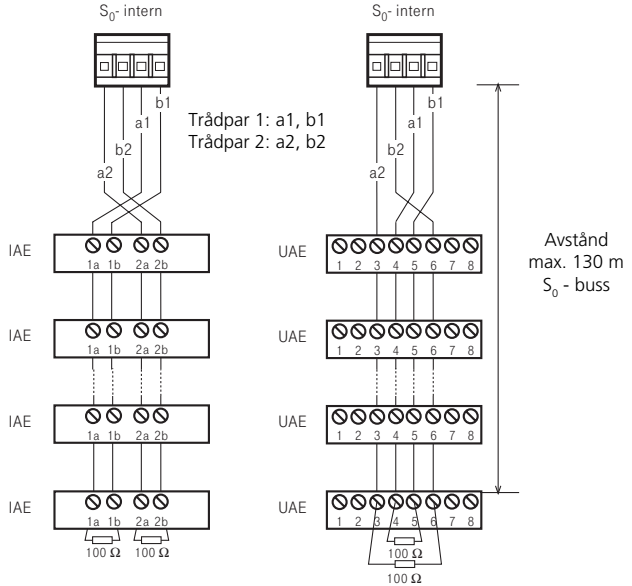 S₀- intern
b1
a1
b2
a2
Trådpar 1: a1, b1
Trådpar 2: a2, b2
IAE
1a 1b 2a 2b
IAE
1a 1b 2a 2b
IAE
1a 1b 2a 2b
IAE
1a 1b 2a 2b
100 Ω 100 Ω
S₀- intern
b1
a1
b2
a2
UAE
1 2 3 4 5 6 7 8
UAE
1 2 3 4 5 6 7 8
UAE
1 2 3 4 5 6 7 8
UAE
1 2 3 4 5 6 7 8
100 Ω
100 Ω
Avstånd
max. 130 m
S₀ - buss